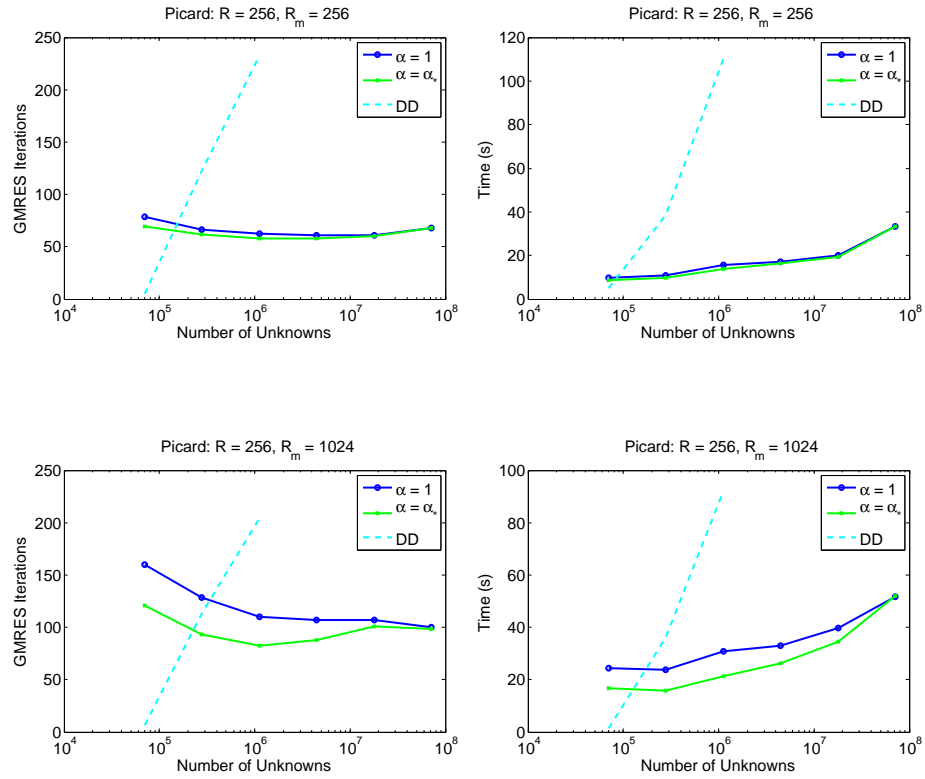 Picard: R = 256, R_m = 256
250
200
150
100
50
0
GMRES Iterations
α = 1
α = α_*
DD
10^4
10^5
10^6
10^7
10^8
Number of Unknowns
Picard: R = 256, R_m = 256
120
100
80
60
40
20
0
Time (s)
α = 1
α = α_*
DD
10^4
10^5
10^6
10^7
10^8
Number of Unknowns
Picard: R = 256, R_m = 1024
250
200
150
100
50
0
GMRES Iterations
α = 1
α = α_*
DD
10^4
10^5
10^6
10^7
10^8
Number of Unknowns
Picard: R = 256, R_m = 1024
100
80
60
40
20
0
Time (s)
α = 1
α = α_*
DD
10^4
10^5
10^6
10^7
10^8
Number of Unknowns